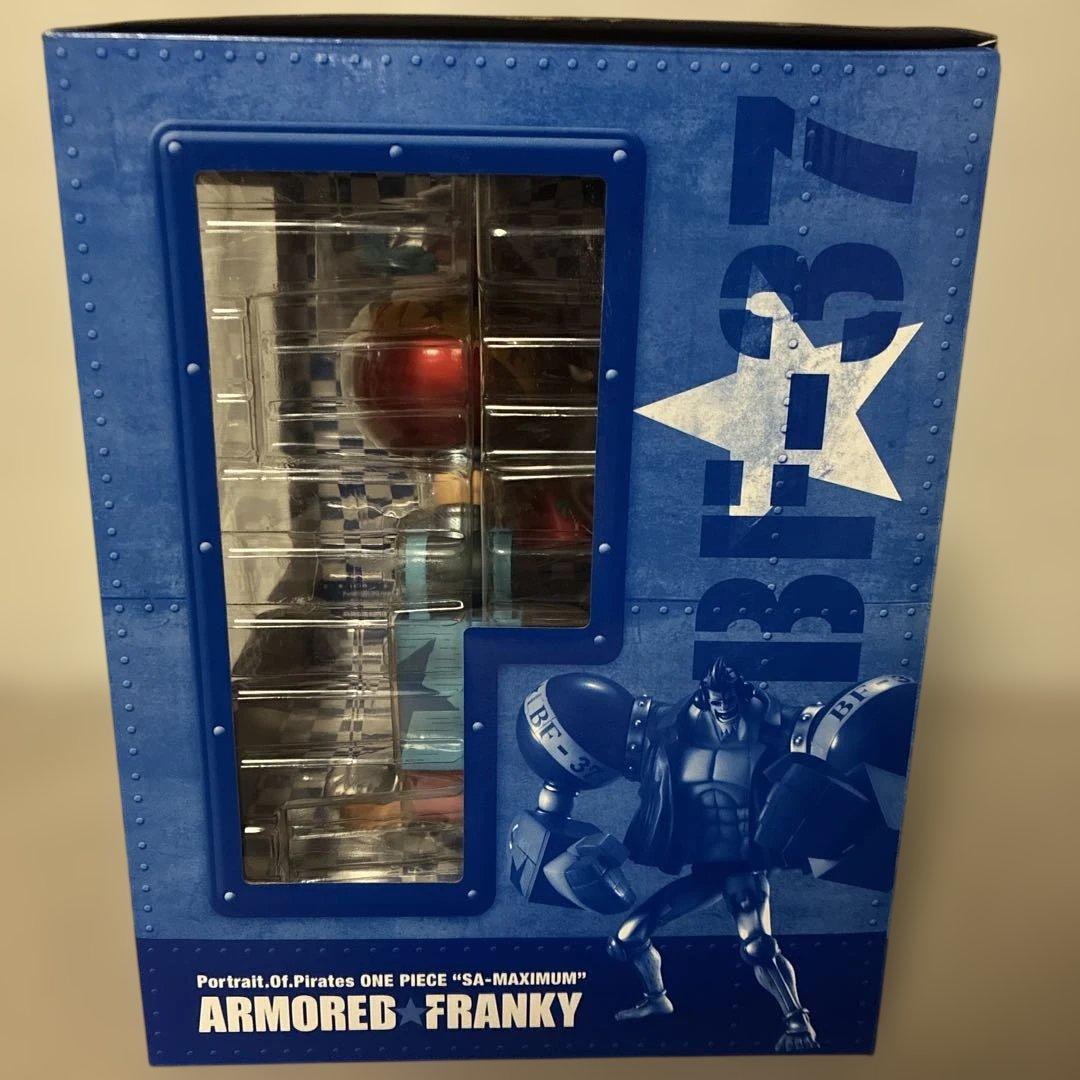 BF-37
BF-37
BF-3
Portrait.Of.Pirates ONE PIECE “SA-MAXIMUM”
ARMORED★FRANKY